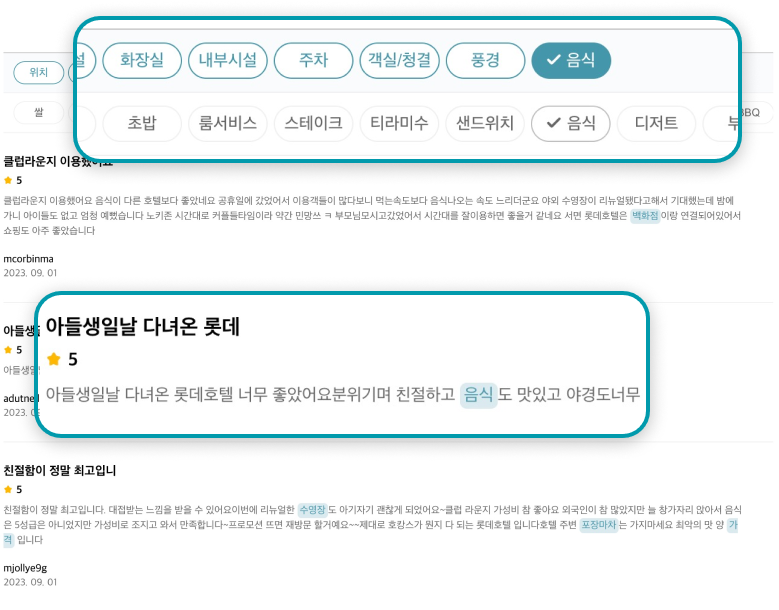 설 화장실 내부시설 주차 객실/청결 풍경 음식
위치
쌀 초밥 룸서비스 스테이크 티라미수 샌드위치 음식 디저트 부 BBQ
클럽라운지 이용했어요
5
클럽라운지 이용했어요 음식이 다른 호텔보다 좋았네요 공휴일에 갔었어서 이용객들이 많다보니 먹는속도보다 음식나오는 속도 느리더군요 야외 수영장이 리뉴얼됐다고해서 기대했는데 밤에
가니 아이들도 없고 엄청 예뻤습니다 노키존 시간대로 커플들타임이라 약간 민망쓰 ㅋ 부모님모시고갔었어서 시간대를 잘이용하면 좋을거 같네요 서면 롯데호텔은 백화점이랑 연결되어있어서
쇼핑도 아주 좋았습니다
mcorbinma
2023. 09. 01
아들생일날 다녀온 롯데
5
아들생일날 다녀온 롯데호텔 너무 좋았어요분위기며 친절하고 음식도 맛있고 야경도너무
아들생
5
아들생일
adutne
2023. 0
친절함이 정말 최고입니
5
친절함이 정말 최고입니다. 대접받는 느낌을 받을 수 있어요이번에 리뉴얼한 수영장도 아기자기 괜찮게 되었어요~클럽 라운지 가성비 참 좋아요 외국인이 참 많았지만 늘 창가자리 앉아서 음식
은 5성급은 아니었지만 가성비로 조지고 와서 만족합니다~프로모션 뜨면 재방문 할거예요~~제대로 호캉스가 뭔지 다 되는 롯데호텔 입니다호텔 주변 포장마차는 가지마세요 최악의 맛 양 가
격 입니다
mjollye9g
2023. 09. 01